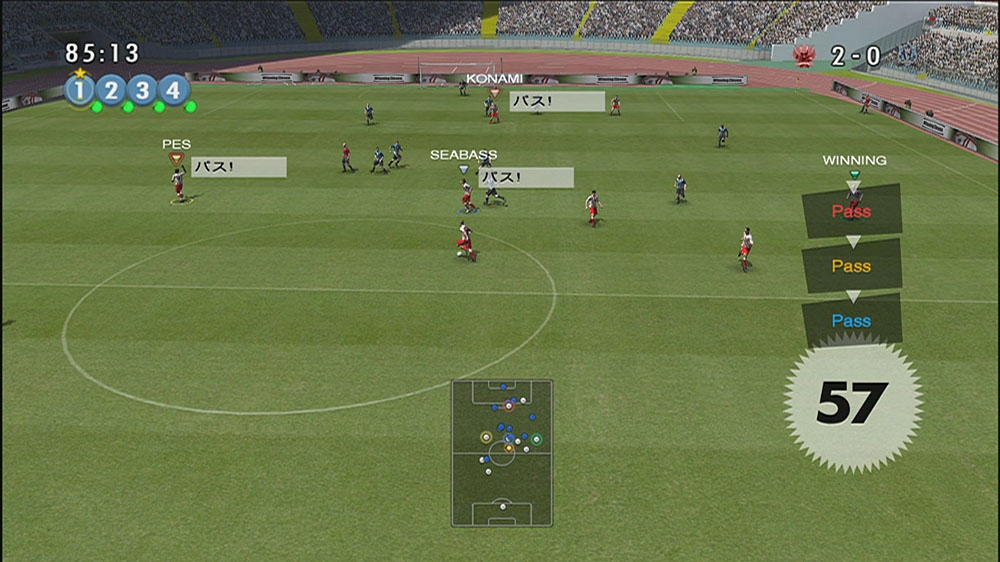 85:13
2-0
1 2 3 4
KONAMI
パス!
PES
パス!
SEABASS
パス!
WINNING
Pass
Pass
Pass
57